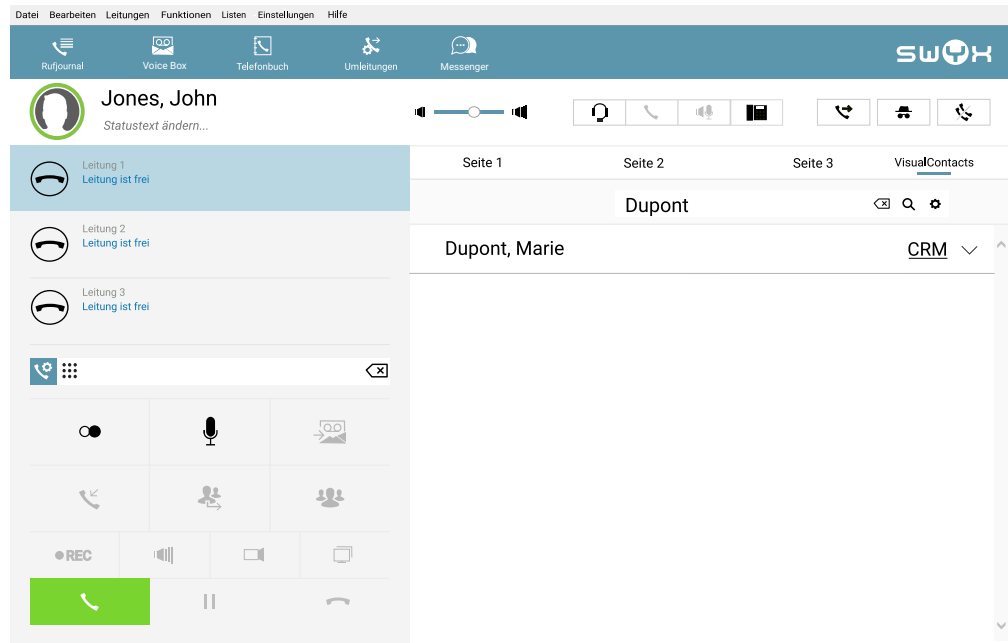 Datei Bearbeiten Leitungen Funktionen Listen Einstellungen Hilfe
Rufjournal Voice Box Telefonbuch Umleitungen Messenger
swyx
Jones, John
Statustext ändern...
Leitung 1
Leitung ist frei
Leitung 2
Leitung ist frei
Leitung 3
Leitung ist frei
REC
Seite 1 Seite 2 Seite 3 VisualContacts
Dupont
Dupont, Marie CRM